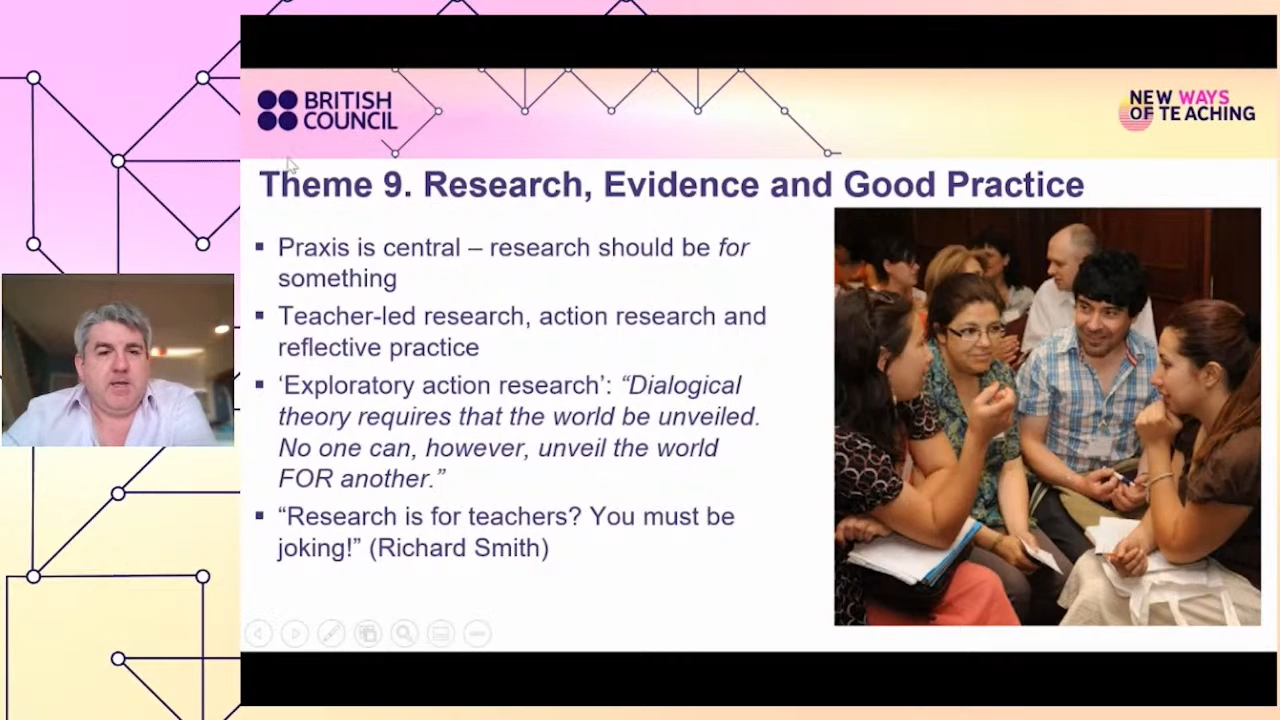 BRITISH
COUNCIL
NEW WAYS
OF TEACHING
Theme 9. Research, Evidence and Good Practice
▪ Praxis is central – research should be for
something
▪ Teacher-led research, action research and
reflective practice
▪ ‘Exploratory action research’: “Dialogical
theory requires that the world be unveiled.
No one can, however, unveil the world
FOR another.”
▪ “Research is for teachers? You must be
joking!” (Richard Smith)